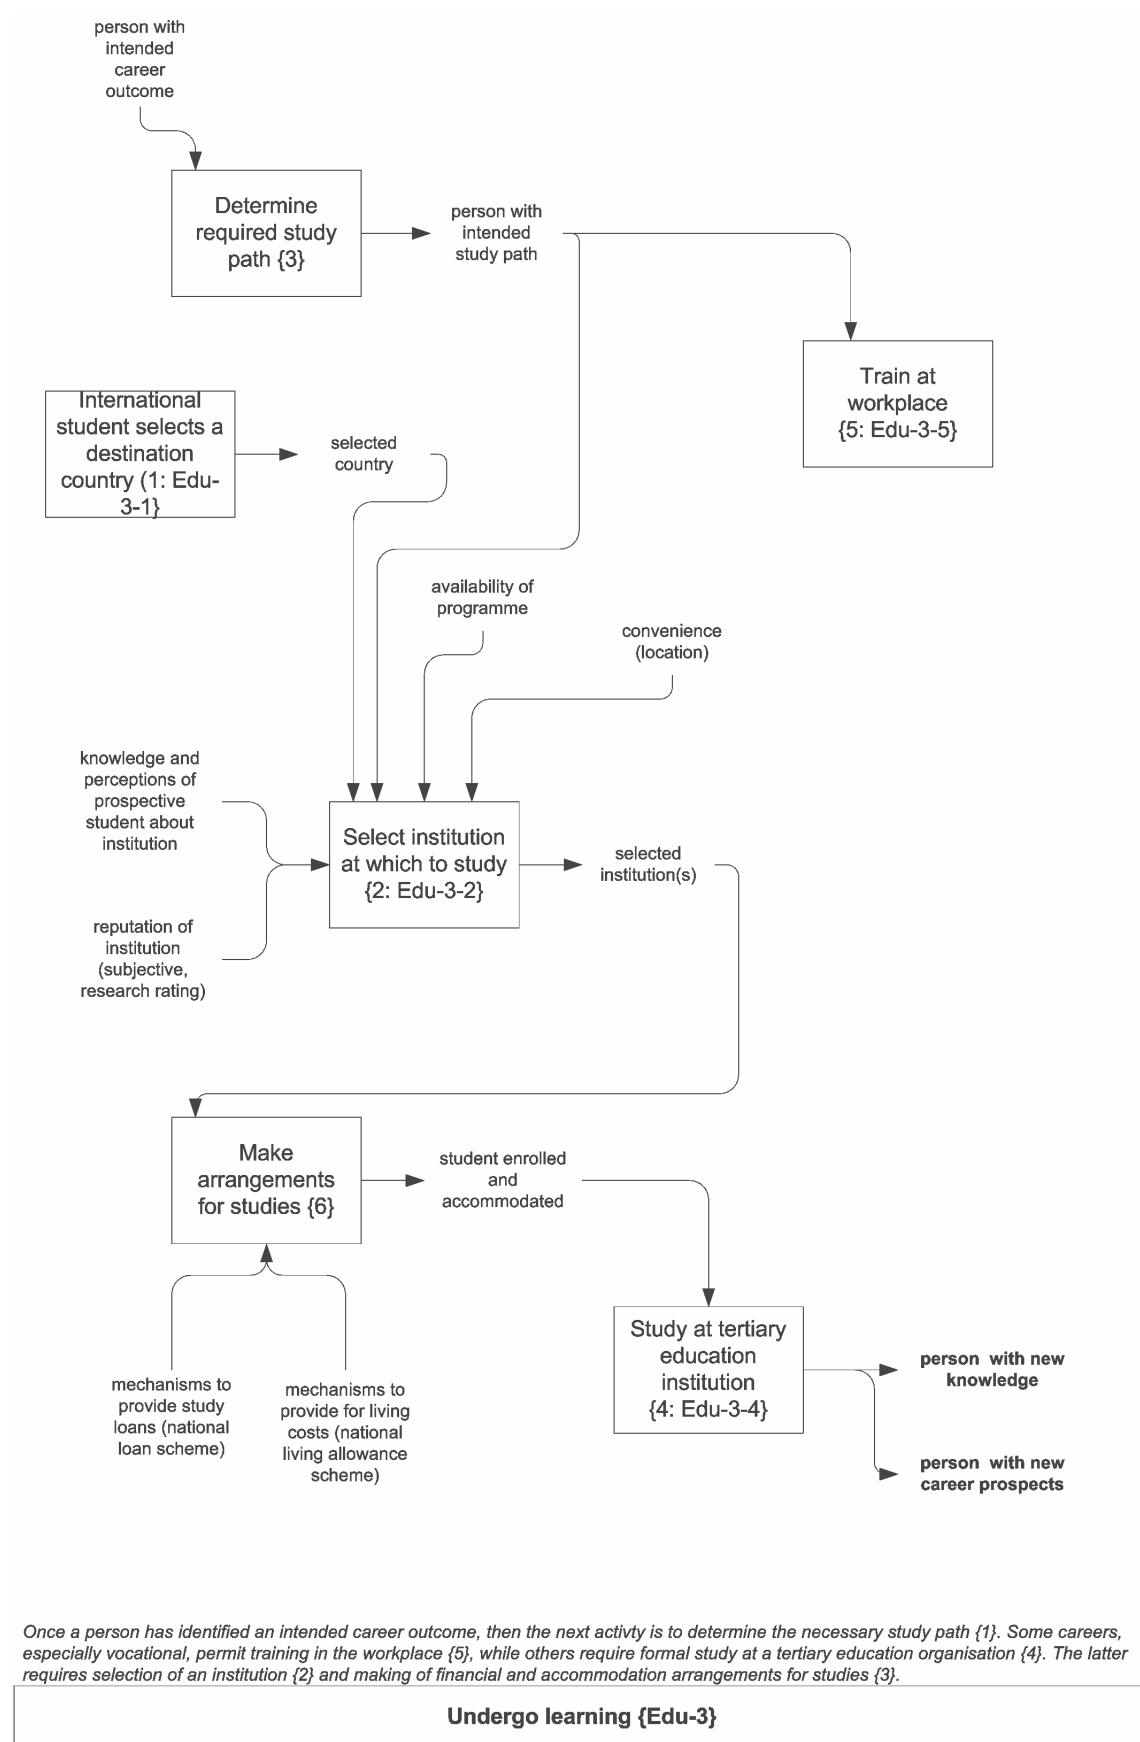 person with
intended
career
outcome
Determine
required study
path {3}
person with
intended
study path
Train at
workplace
{5: Edu-3-5}
International
student selects a
destination
country (1: Edu-
3-1}
selected
country
availability of
programme
convenience
(location)
knowledge and
perceptions of
prospective
student about
institution
Select institution
at which to study
{2: Edu-3-2}
selected
institution(s)
reputation of
institution
(subjective,
research rating)
Make
arrangements
for studies {6}
student enrolled
and
accommodated
Study at tertiary
education
institution
{4: Edu-3-4}
person with new
knowledge
person with new
career prospects
mechanisms to
provide study
loans (national
loan scheme)
mechanisms to
provide for living
costs (national
living allowance
scheme)
Once a person has identified an intended career outcome, then the next activty is to determine the necessary study path {1}. Some careers,
especially vocational, permit training in the workplace {5}, while others require formal study at a tertiary education organisation {4}. The latter
requires selection of an institution {2} and making of financial and accommodation arrangements for studies {3}.
Undergo learning {Edu-3}